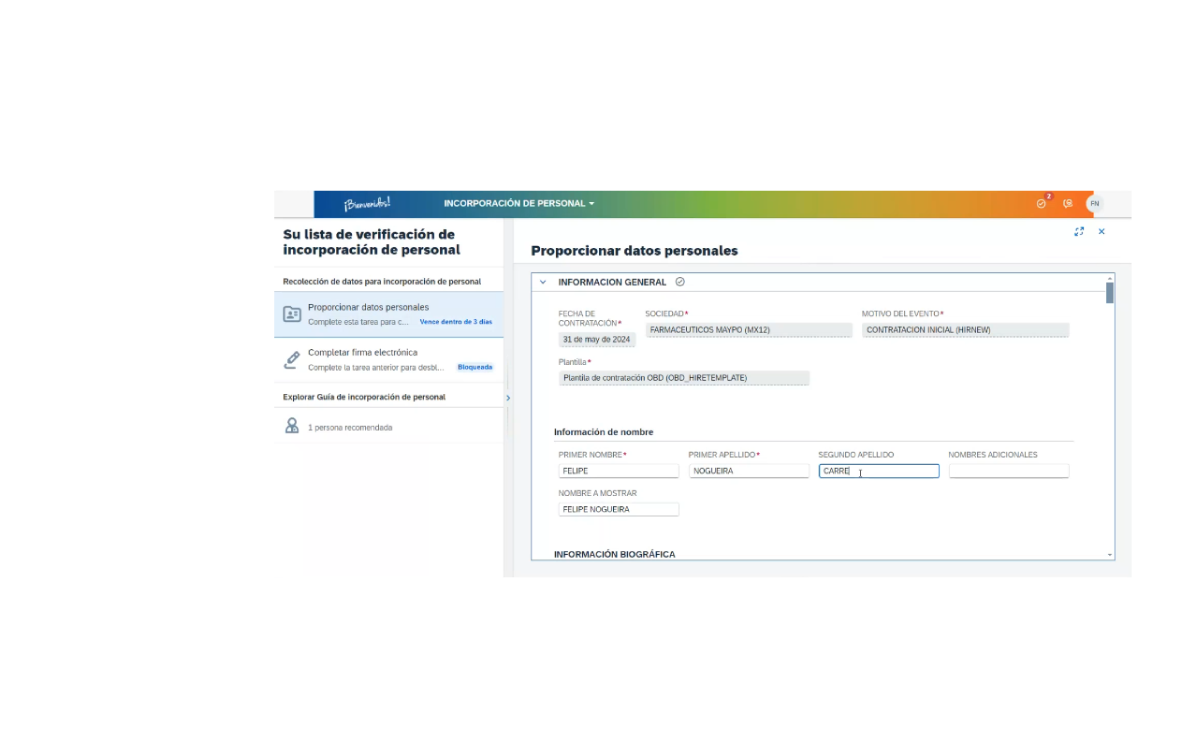 ¡Bienvenidos!
INCORPORACIÓN DE PERSONAL
2
FN
Su lista de verificación de
incorporación de personal
Recolección de datos para incorporación de personal
Proporcionar datos personales
Complete esta tarea para c... Vence dentro de 3 días
Completar firma electrónica
Complete la tarea anterior para desbl... Bloqueada
Explorar Guía de incorporación de personal
1 persona recomendada
Proporcionar datos personales
INFORMACION GENERAL
FECHA DE
CONTRATACIÓN*
31 de may de 2024
SOCIEDAD*
FARMACEUTICOS MAYPO (MX12)
MOTIVO DEL EVENTO*
CONTRATACION INICIAL (HIRNEW)
Plantilla*
Plantila de contratación OBD (OBD_HIRETEMPLATE)
Información de nombre
PRIMER NOMBRE*
FELIPE
PRIMER APELLIDO*
NOGUEIRA
SEGUNDO APELLIDO
CARRE
NOMBRES ADICIONALES
NOMBRE A MOSTRAR
FELIPE NOGUEIRA
INFORMACIÓN BIOGRÁFICA